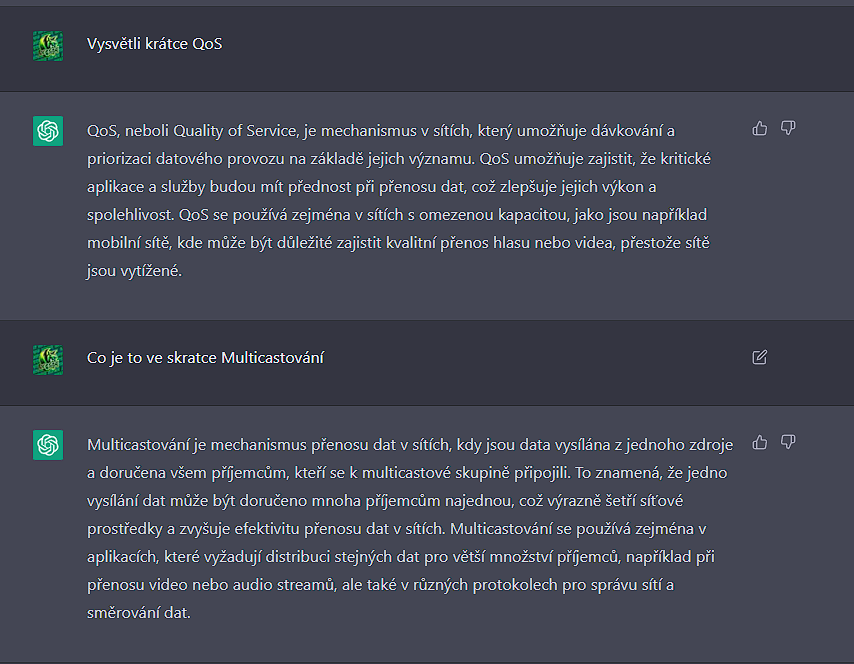 Vysvětli krátce QoS
QoS, neboli Quality of Service, je mechanismus v sítích, který umožňuje dávkování a
priorizaci datového provozu na základě jejich významu. QoS umožňuje zajistit, že kritické
aplikace a služby budou mít přednost při přenosu dat, což zlepšuje jejich výkon a
spolehlivost. QoS se používá zejména v sítích s omezenou kapacitou, jako jsou například
mobilní sítě, kde může být důležité zajistit kvalitní přenos hlasu nebo videa, přestože sítě
jsou vytížené.
Co je to ve skratce Multicastování
Multicastování je mechanismus přenosu dat v sítích, kdy jsou data vysílána z jednoho zdroje
a doručena všem příjemcům, kteří se k multicastové skupině připojili. To znamená, že jedno
vysílání dat může být doručeno mnoha příjemcům najednou, což výrazně šetří síťové
prostředky a zvyšuje efektivitu přenosu dat v sítích. Multicastování se používá zejména v
aplikacích, které vyžadují distribuci stejných dat pro větší množství příjemců, například při
přenosu video nebo audio streamů, ale také v různých protokolech pro správu sítí a
směrování dat.